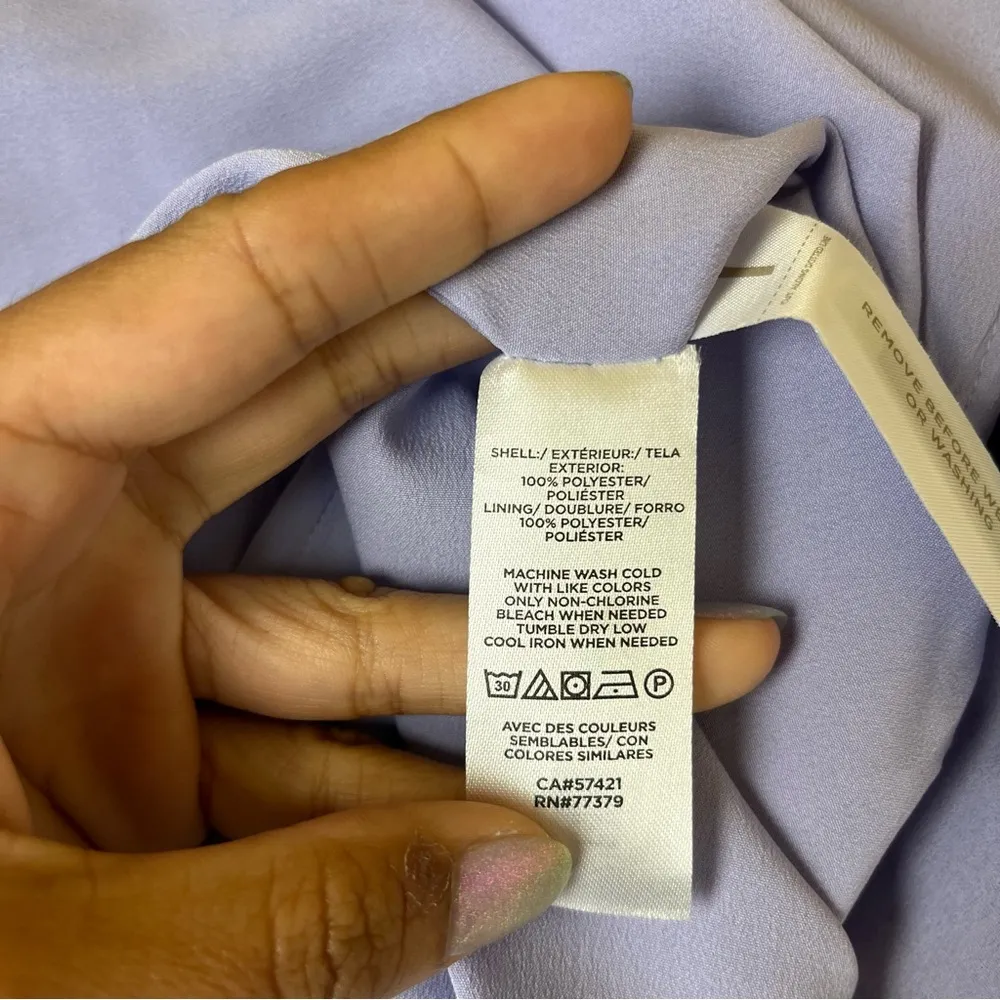 SHELL:/ EXTÉRIEUR:/ TELA
EXTERIOR:
100% POLYESTER/
POLIÉSTER
LINING/ DOUBLURE/ FORRO
100% POLYESTER/
POLIÉSTER
MACHINE WASH COLD
WITH LIKE COLORS
ONLY NON-CHLORINE
BLEACH WHEN NEEDED
TUMBLE DRY LOW
COOL IRON WHEN NEEDED
30 P
AVEC DES COULEURS
SEMBLABLES/ CON
COLORES SIMILARES
CA#57421
RN#77379
REMOVE BEFORE
OR WASHING